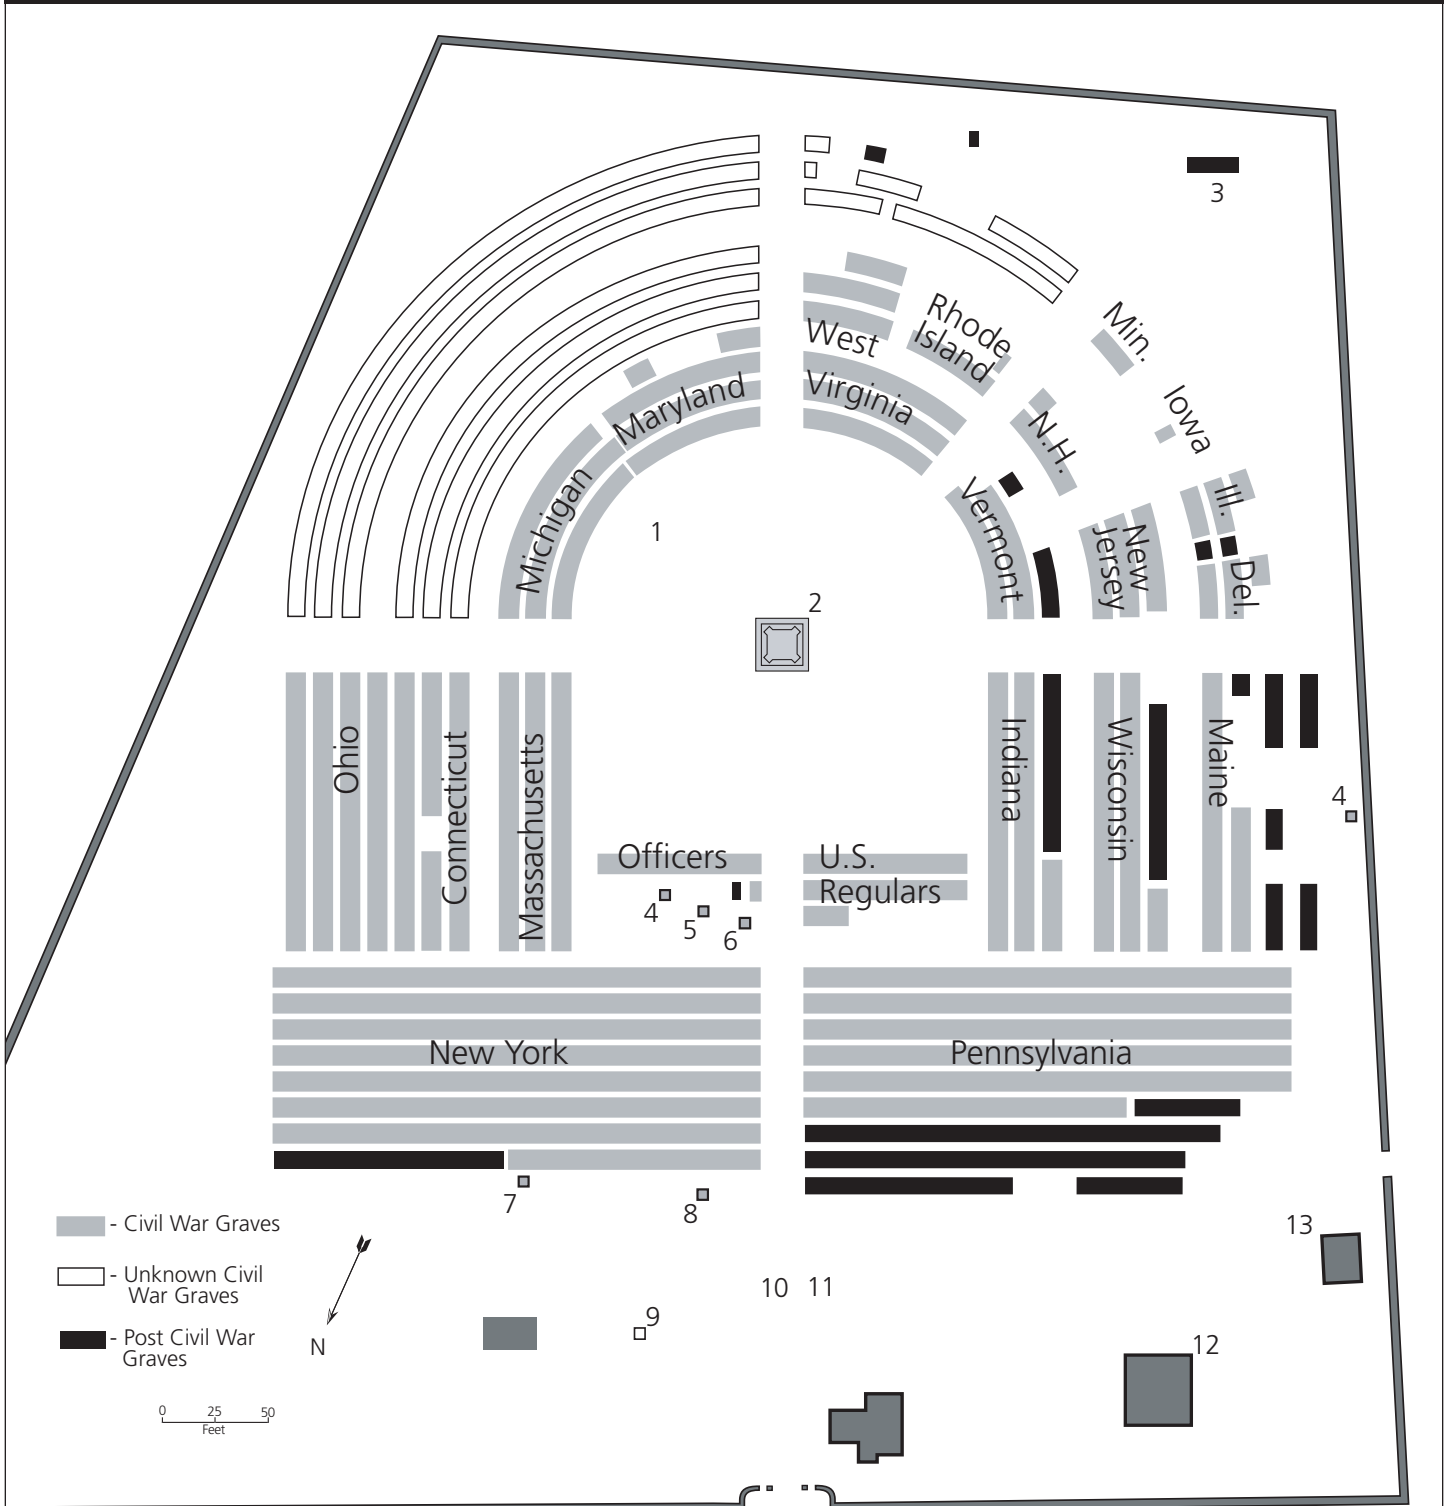 3
Min.
Rhode
Island
West
Virginia
Maryland
Iowa
N.H.
Michigan
Vermont
Ill.
1
New
Jersey
Del.
2
Ohio
Connecticut
Massachusetts
Indiana
Wisconsin
Maine
4
Officers
U.S.
Regulars
4
5
6
New York
Pennsylvania
7
8
- Civil War Graves
- Unknown Civil
War Graves
- Post Civil War
Graves
N
0 25 50
Feet
9
10
11
12
13